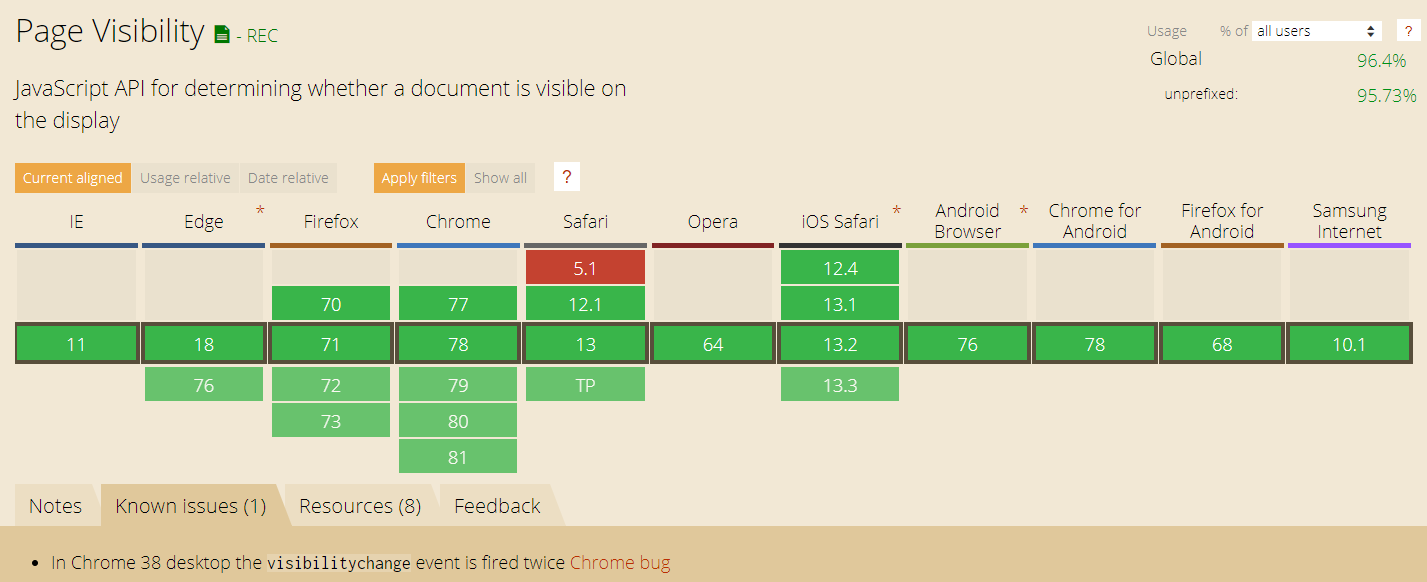 Page Visibility - REC
Usage % of all users ?
Global 96.4%
unprefixed: 95.73%
JavaScript API for determining whether a document is visible on
the display
Current aligned Usage relative Date relative Apply filters Show all ?
IE Edge * Firefox Chrome Safari Opera iOS Safari * Android Browser * Chrome for Android Firefox for Android Samsung Internet
5.1 12.4
70 77 12.1 13.1
11 18 71 78 13 64 13.2 76 78 68 10.1
76 72 79 TP 13.3
73 80
81
Notes Known issues (1) Resources (8) Feedback
• In Chrome 38 desktop the visibilitychange event is fired twice Chrome bug